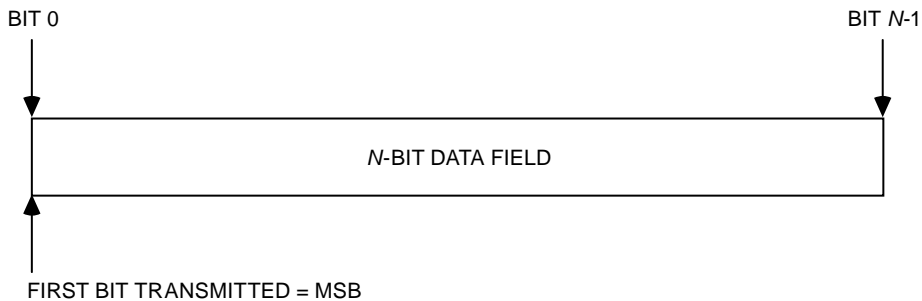 BIT 0
BIT N-1
N-BIT DATA FIELD
FIRST BIT TRANSMITTED = MSB